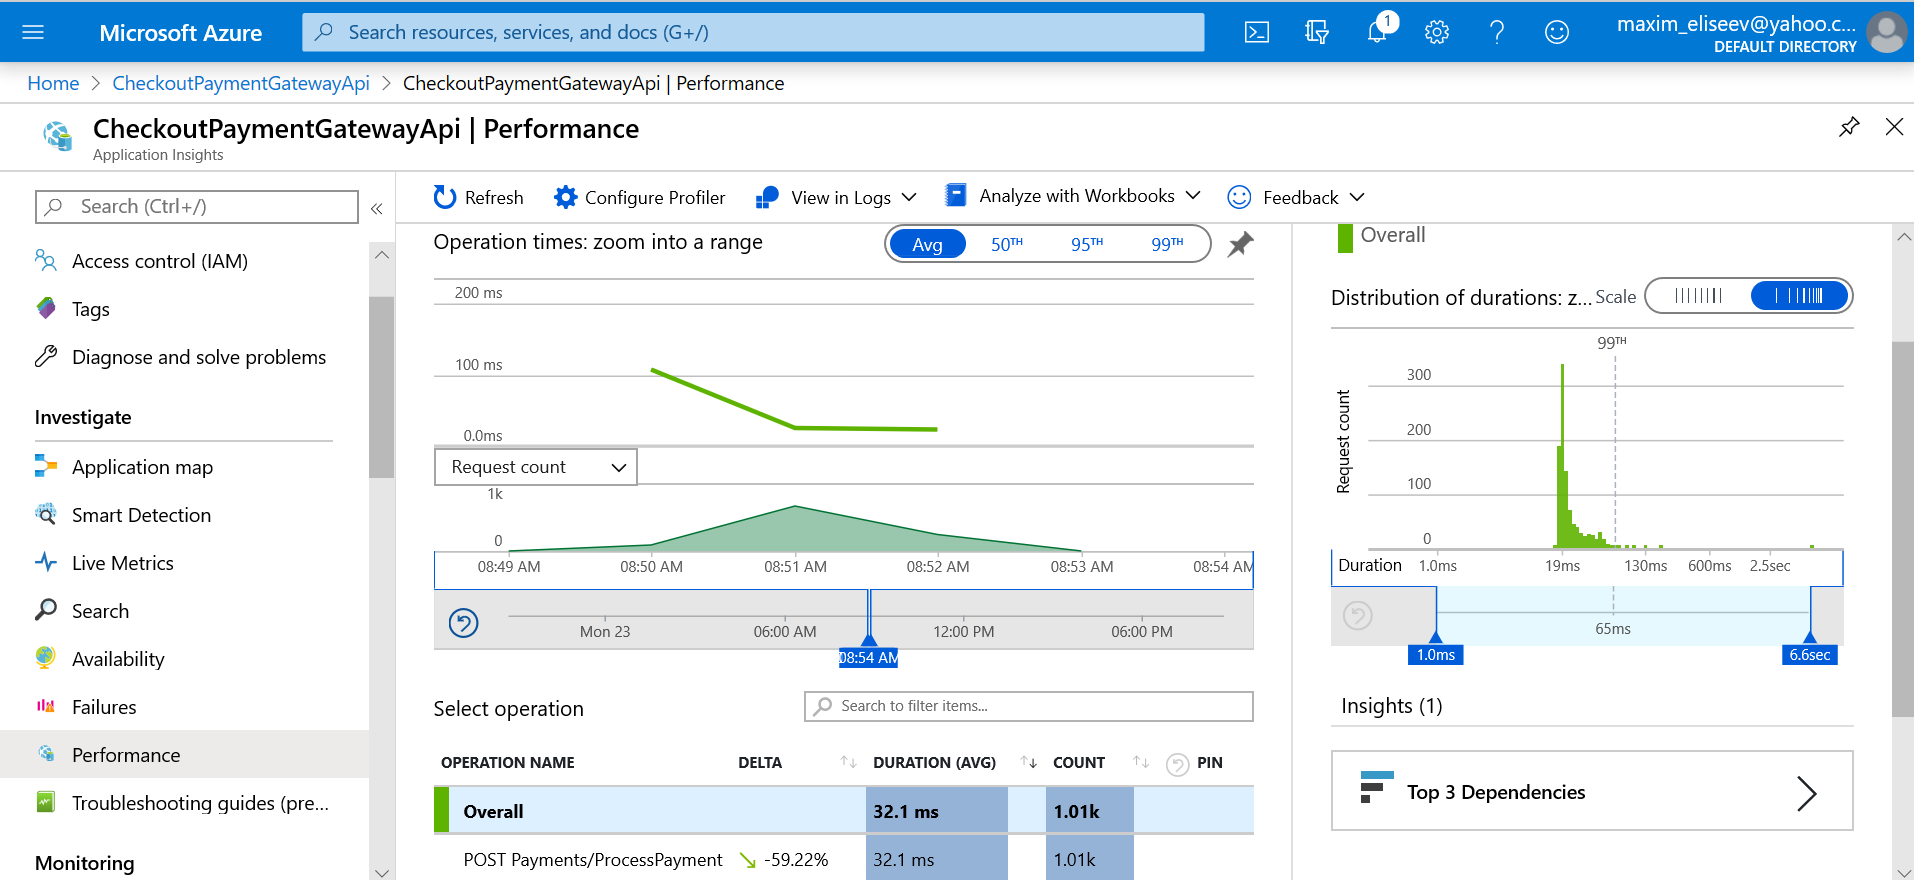 Microsoft Azure
Search resources, services, and docs (G+/)
1
maxim_eliseev@yahoo.c...
DEFAULT DIRECTORY
Home > CheckoutPaymentGatewayApi > CheckoutPaymentGatewayApi | Performance
CheckoutPaymentGatewayApi | Performance
Application Insights
Search (Ctrl+/)
«
Access control (IAM)
Tags
Diagnose and solve problems
Investigate
Application map
Smart Detection
Live Metrics
Search
Availability
Failures
Performance
Troubleshooting guides (pre...
Monitoring
Refresh
Configure Profiler
View in Logs
Analyze with Workbooks
Feedback
Operation times: zoom into a range
Avg 50TH 95TH 99TH
200 ms
100 ms
0.0ms
Request count
1k
0
08:49 AM 08:50 AM 08:51 AM 08:52 AM 08:53 AM 08:54 AM
Mon 23 06:00 AM 12:00 PM 06:00 PM
08:54 AM
Select operation
Search to filter items...
OPERATION NAME DELTA DURATION (AVG) COUNT PIN
Overall 32.1 ms 1.01k
POST Payments/ProcessPayment -59.22% 32.1 ms 1.01k
Overall
Distribution of durations: z... Scale
99TH
Request count
300
200
100
0
Duration 1.0ms 19ms 130ms 600ms 2.5sec
65ms
1.0ms 6.6sec
Insights (1)
Top 3 Dependencies